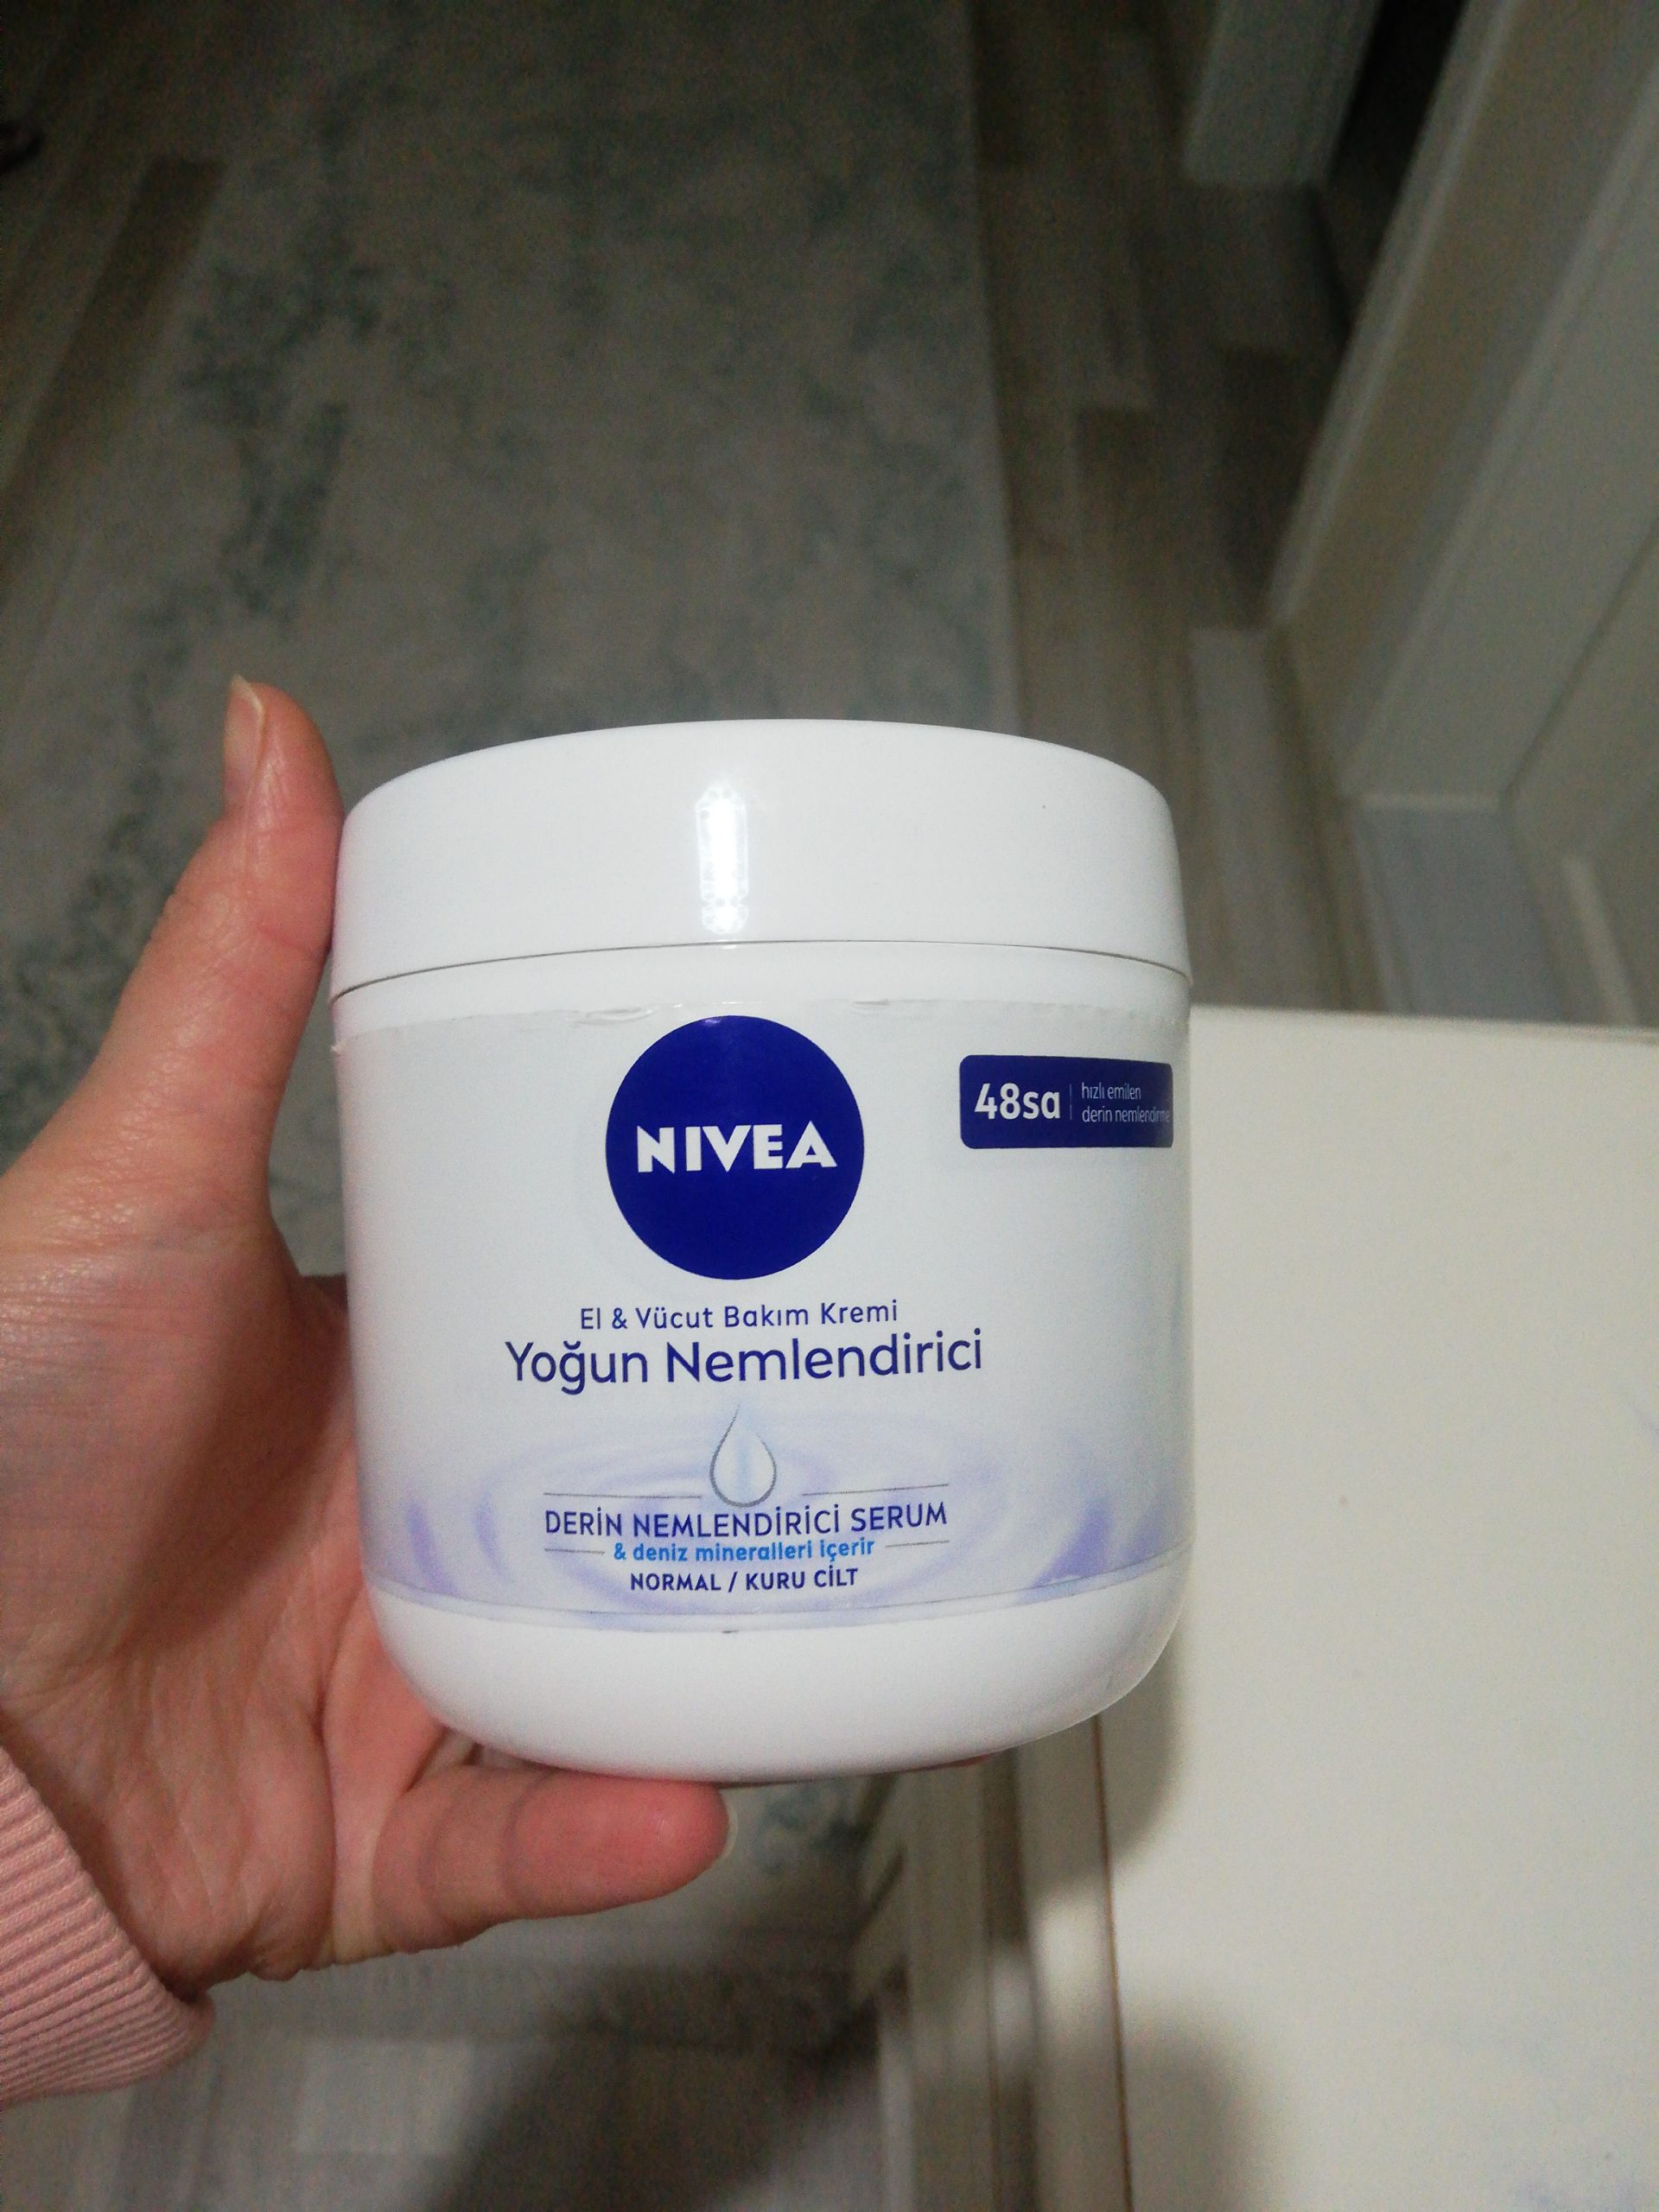 NIVEA
48sa
hızlı emilen
derin nemlendirme
El & Vücut Bakım Kremi
Yoğun Nemlendirici
DERİN NEMLENDİRİCİ SERUM
& deniz mineralleri içerir
NORMAL / KURU CİLT